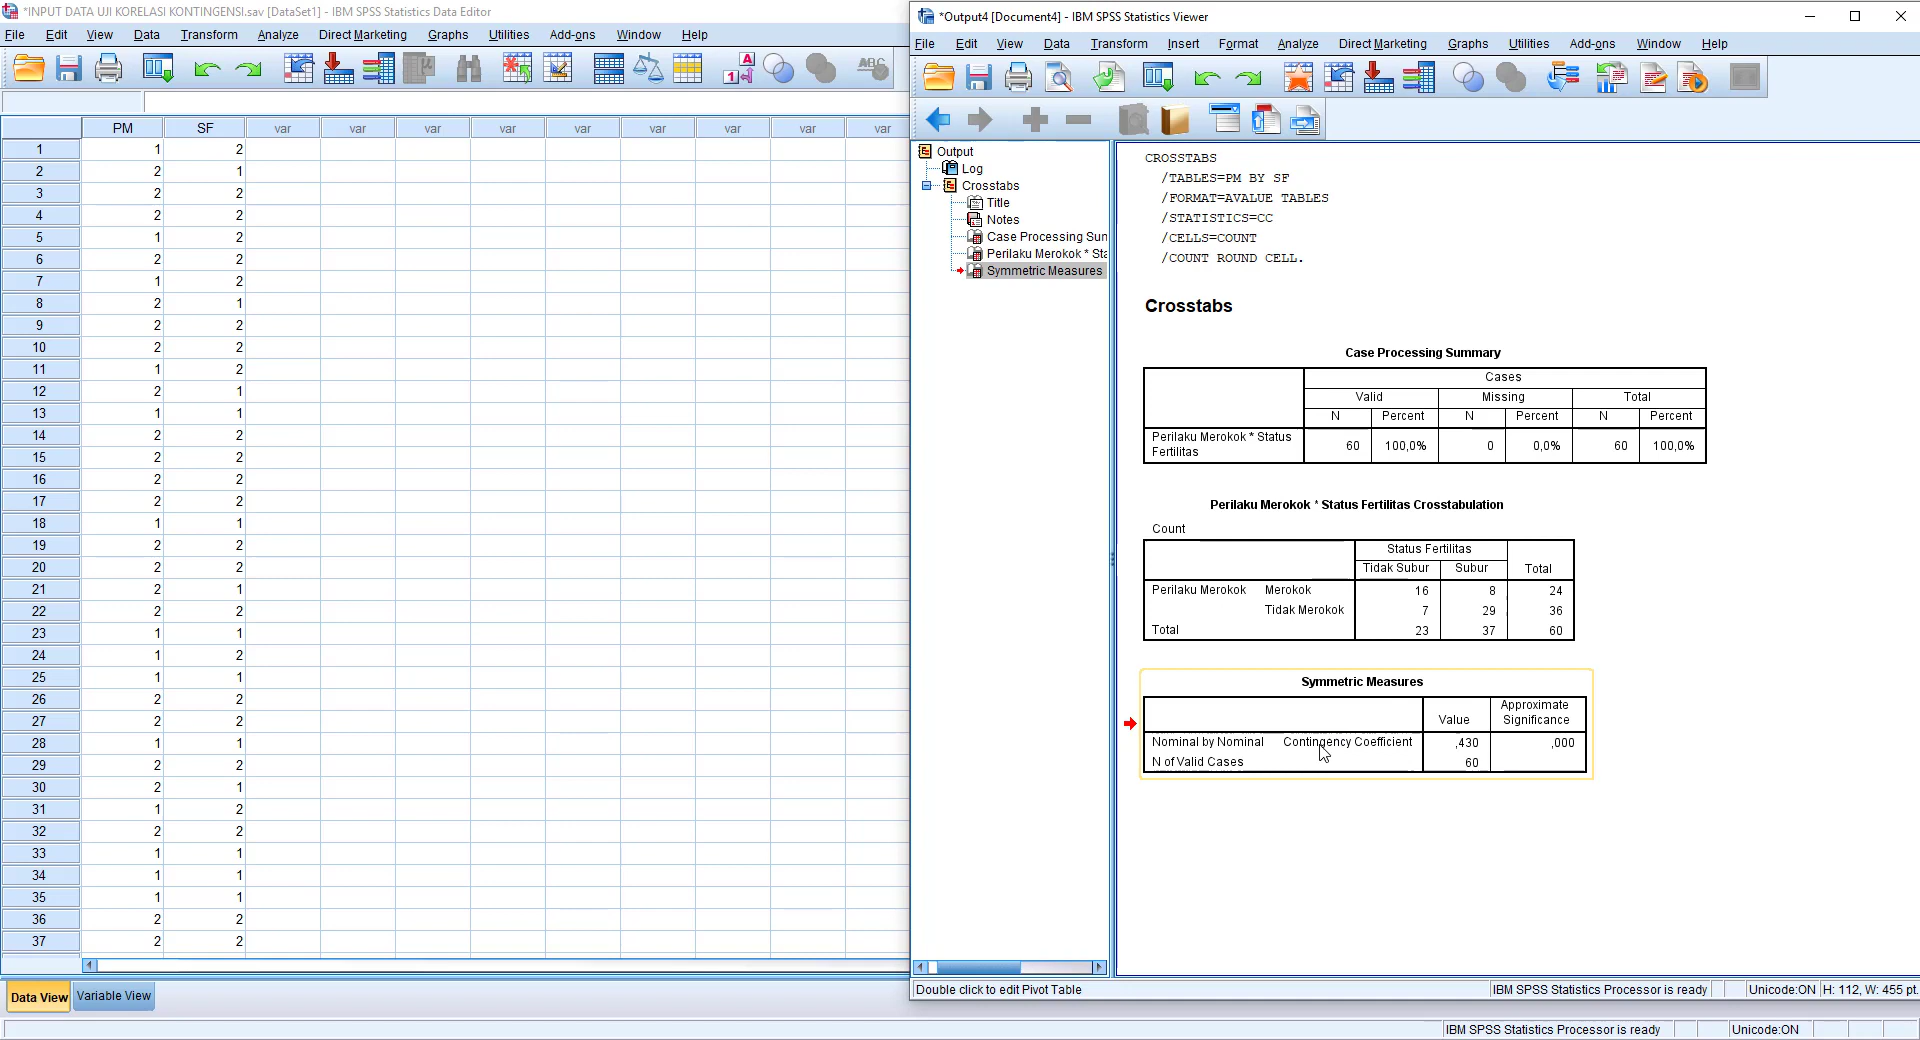 *INPUT DATA UJI KORELASI KONTINGENSI.sav [DataSet1] - IBM SPSS Statistics Data Editor
File Edit View Data Transform Analyze Direct Marketing Graphs Utilities Add-ons Window Help
PM SF var var var var var var var var var
1 1 2
2 2 1
3 2 2
4 2 2
5 1 2
6 2 2
7 1 2
8 2 1
9 2 2
10 2 2
11 1 2
12 2 1
13 1 1
14 2 2
15 2 2
16 2 2
17 2 2
18 1 1
19 2 2
20 2 2
21 2 1
22 2 2
23 1 1
24 1 2
25 1 1
26 2 2
27 2 2
28 1 1
29 2 2
30 2 1
31 1 2
32 2 2
33 1 1
34 1 1
35 1 1
36 2 2
37 2 2
Data View Variable View
*Output4 [Document4] - IBM SPSS Statistics Viewer
File Edit View Data Transform Insert Format Analyze Direct Marketing Graphs Utilities Add-ons Window Help
Output
Log
Crosstabs
Title
Notes
Case Processing Sum
Perilaku Merokok * Sta
Symmetric Measures
CROSSTABS
/TABLES=PM BY SF
/FORMAT=AVALUE TABLES
/STATISTICS=CC
/CELLS=COUNT
/COUNT ROUND CELL.
Crosstabs
Case Processing Summary
Cases
Valid Missing Total
N Percent N Percent N Percent
Perilaku Merokok * Status
Fertilitas 60 100,0% 0 0,0% 60 100,0%
Perilaku Merokok * Status Fertilitas Crosstabulation
Count
Status Fertilitas
Tidak Subur Subur Total
Perilaku Merokok Merokok 16 8 24
Tidak Merokok 7 29 36
Total 23 37 60
Symmetric Measures
Value Approximate
Significance
Nominal by Nominal Contingency Coefficient ,430 ,000
N of Valid Cases 60
Double click to edit Pivot Table IBM SPSS Statistics Processor is ready Unicode:ON H: 112, W: 455 pt.
IBM SPSS Statistics Processor is ready Unicode:ON